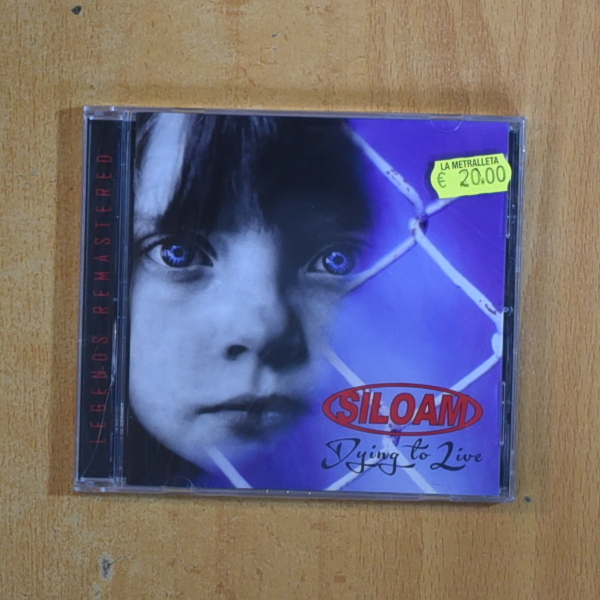 LEGENDS REMASTERED
LA METRALLETA
€ 20.00
SILOAM
Dying to Live